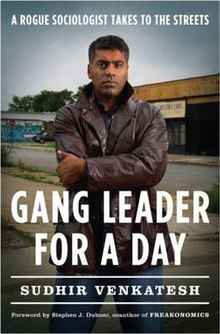 A ROGUE SOCIOLOGIST TAKES TO THE STREETS
GANG LEADER
FOR A DAY
SUDHIR VENKATESH
Foreword by Stephen J. Dubner, coauthor of FREAKONOMICS